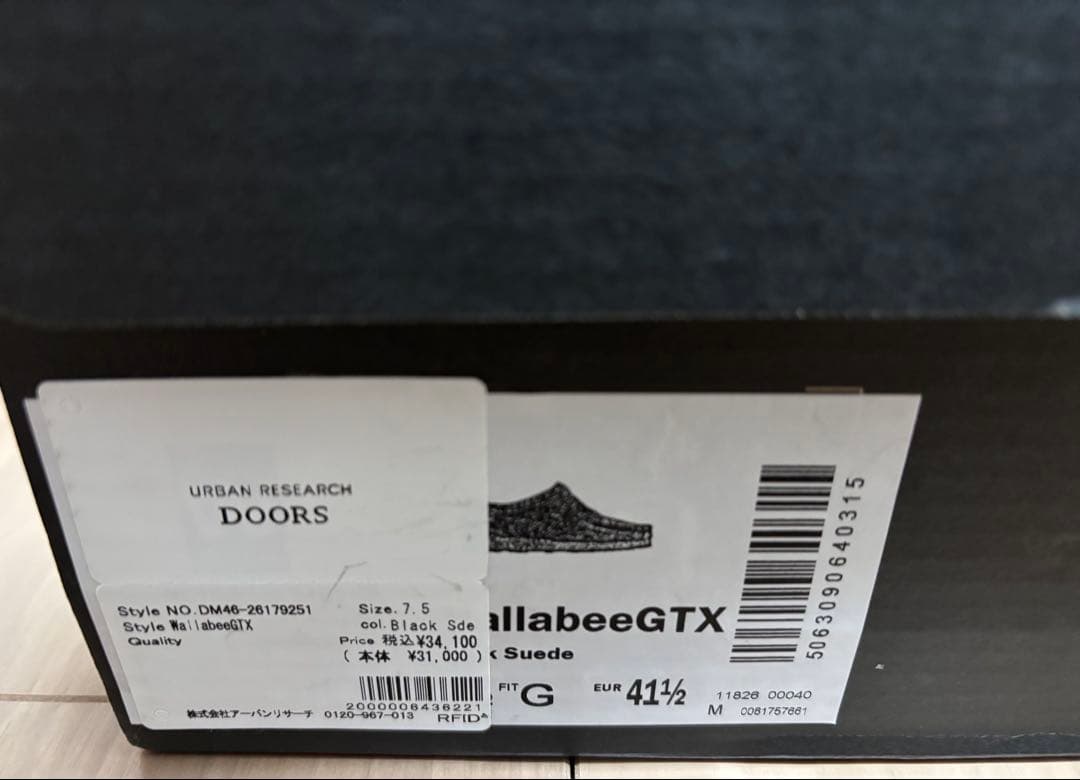 URBAN RESEARCH
DOORS
Style NO.DM46-26179251
Size.7.5
Style WallabeeGTX
col.Black Sde
Quality
Price 税込¥34,100
( 本体 ¥31,000 )
2000006436221
株式会社アーバンリサーチ 0120-967-013 RFID
allabeeGTX
k Suede
FIT G
EUR 41½
11826 00040
M 0081757661
5063090640315